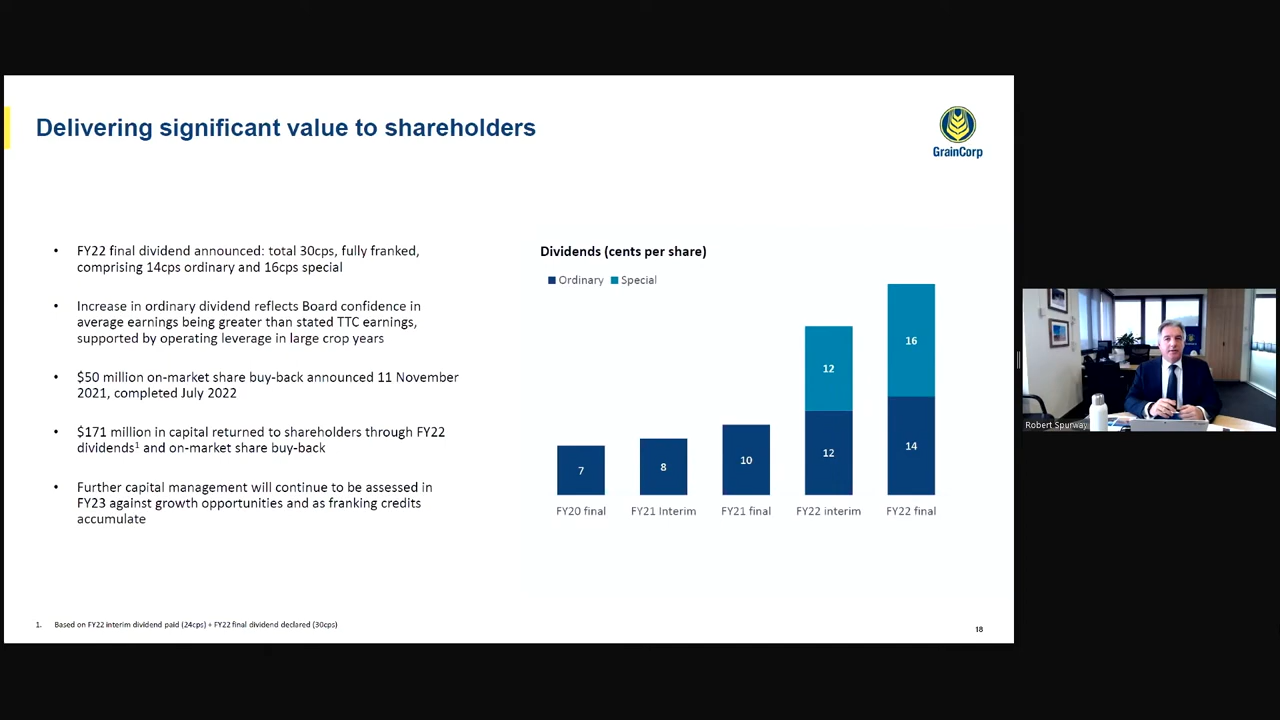 Delivering significant value to shareholders
GrainCorp
• FY22 final dividend announced: total 30cps, fully franked,
comprising 14cps ordinary and 16cps special
• Increase in ordinary dividend reflects Board confidence in
average earnings being greater than stated TTC earnings,
supported by operating leverage in large crop years
• $50 million on-market share buy-back announced 11 November
2021, completed July 2022
• $171 million in capital returned to shareholders through FY22
dividends¹ and on-market share buy-back
• Further capital management will continue to be assessed in
FY23 against growth opportunities and as franking credits
accumulate
Dividends (cents per share)
Ordinary Special
16
12
14
12
10
8
7
FY20 final FY21 Interim FY21 final FY22 interim FY22 final
1. Based on FY22 interim dividend paid (24cps) + FY22 final dividend declared (30cps)
18
Robert Spurway